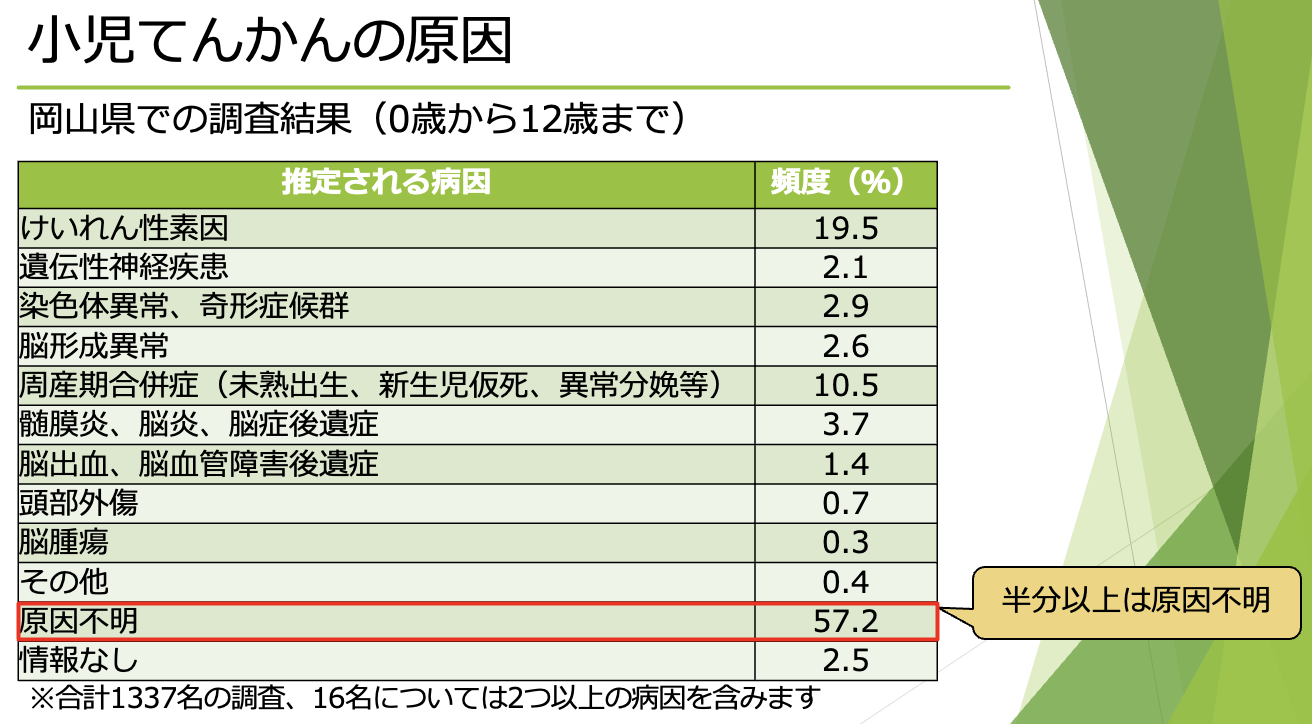 小児てんかんの原因
岡山県での調査結果（0歳から12歳まで）
推定される病因 頻度（%）
けいれん性素因 19.5
遺伝性神経疾患 2.1
染色体異常、奇形症候群 2.9
脳形成異常 2.6
周産期合併症（未熟出生、新生児仮死、異常分娩等） 10.5
髄膜炎、脳炎、脳症後遺症 3.7
脳出血、脳血管障害後遺症 1.4
頭部外傷 0.7
脳腫瘍 0.3
その他 0.4
原因不明 57.2
半分以上は原因不明
情報なし 2.5
※合計1337名の調査、16名については2つ以上の病因を含みます